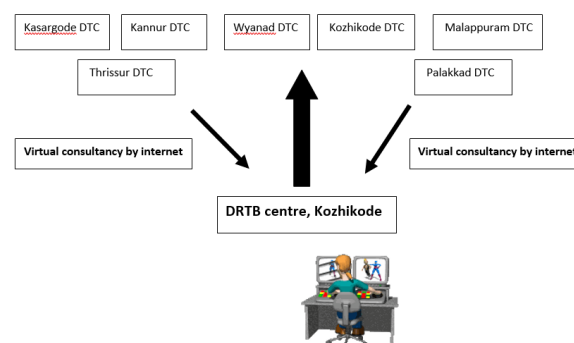 Kasargode DTC
Kannur DTC
Wyanad DTC
Kozhikode DTC
Malappuram DTC
Thrissur DTC
Palakkad DTC
Virtual consultancy by internet
Virtual consultancy by internet
DRTB centre, Kozhikode